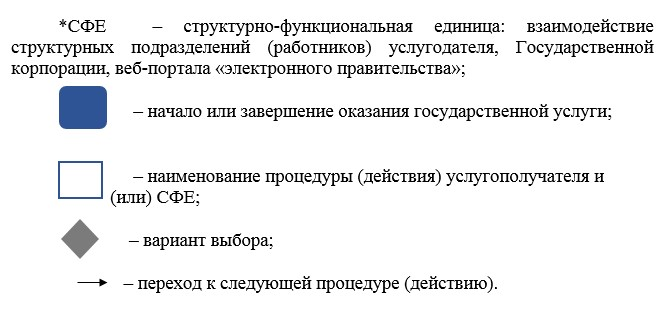 *СФЕ – структурно-функциональная единица: взаимодействие
структурных подразделений (работников) услугодателя, Государственной
корпорации, веб-портала «электронного правительства»;
– начало или завершение оказания государственной услуги;
– наименование процедуры (действия) услугополучателя и
(или) СФЕ;
– вариант выбора;
– переход к следующей процедуре (действию).